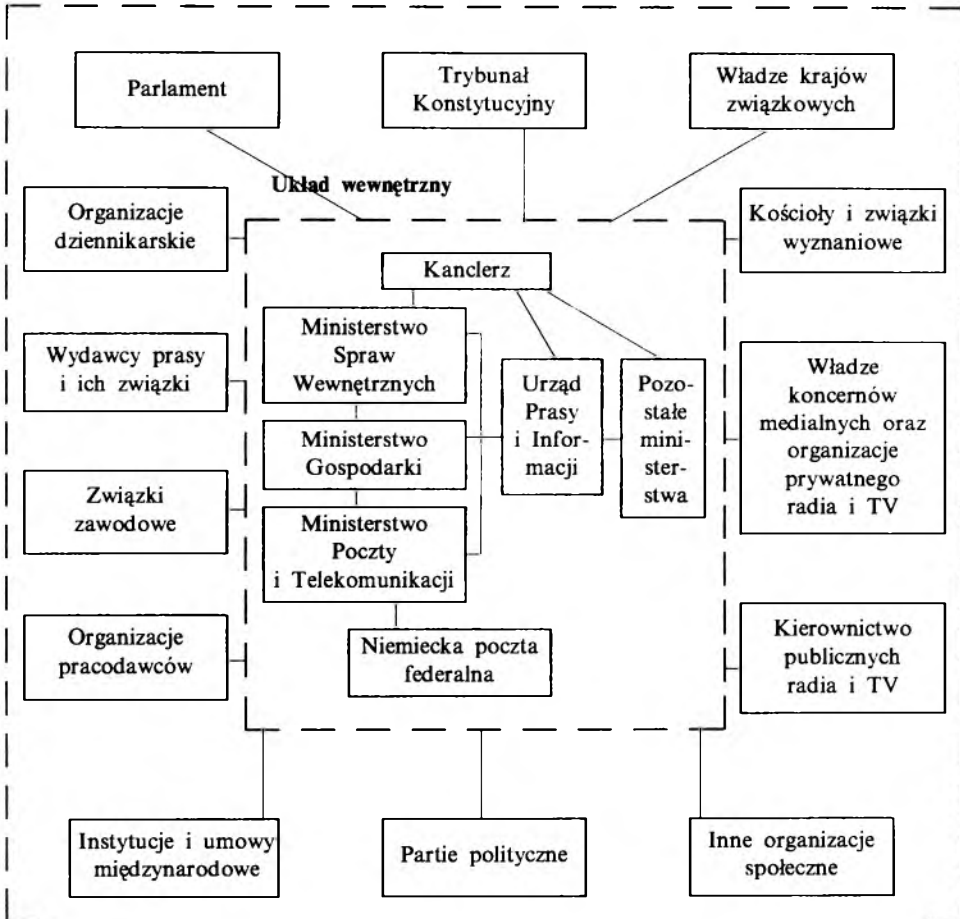 Parlament
Trybunał
Konstytucyjny
Władze krajów
związkowych
Układ wewnętrzny
Organizacje
dziennikarskie
Kościoły i związki
wyznaniowe
Kanclerz
Ministerstwo
Spraw
Wewnętrznych
Wydawcy prasy
i ich związki
Urząd
Prasy
i Infor-
macji
Pozo-
stałe
mini-
ster-
stwa
Władze
koncernów
medialnych oraz
organizacje
prywatnego
radia i TV
Ministerstwo
Gospodarki
Związki
zawodowe
Ministerstwo
Poczty
i Telekomunikacji
Organizacje
pracodawców
Niemiecka poczta
federalna
Kierownictwo
publicznych
radia i TV
Instytucje i umowy
międzynarodowe
Partie polityczne
Inne organizacje
społeczne